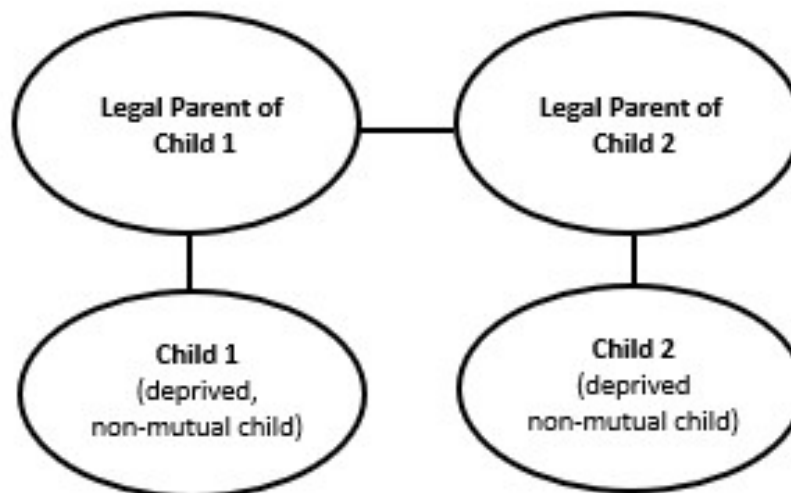 Legal Parent of
Child 1
Legal Parent of
Child 2
Child 1
(deprived,
non-mutual child)
Child 2
(deprived
non-mutual child)